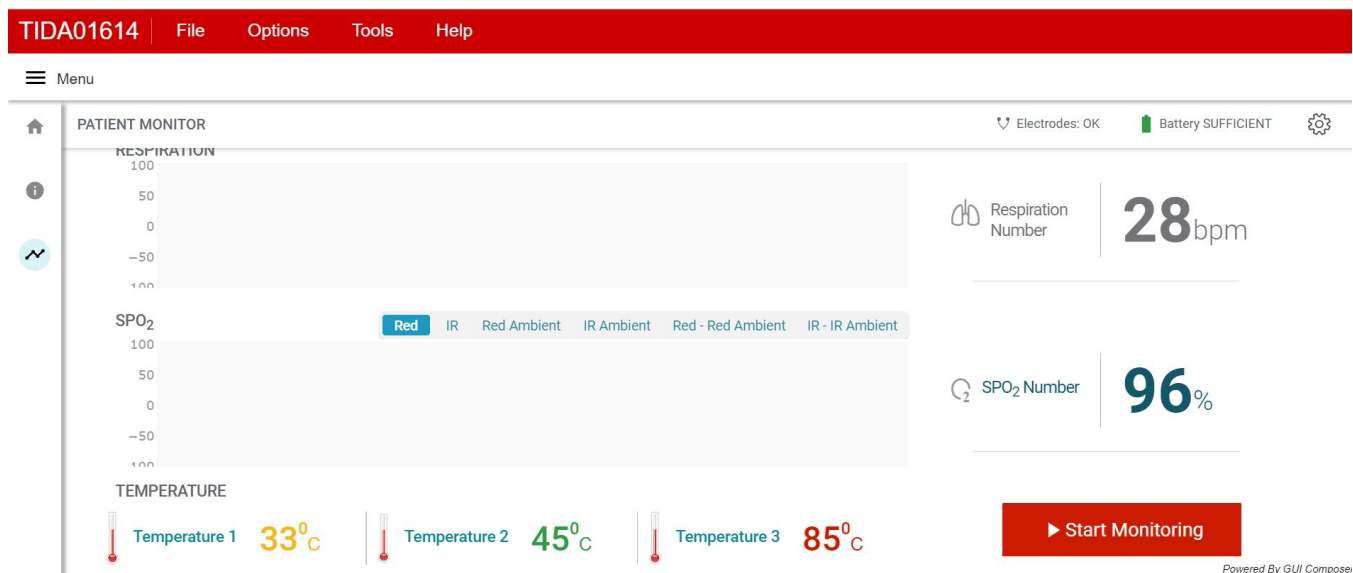 TIDA01614 File Options Tools Help
Menu
PATIENT MONITOR Electrodes: OK Battery SUFFICIENT
RESPIRATION
100
50
0
−50
100
Respiration
Number
28bpm
SPO2 Red IR Red Ambient IR Ambient Red - Red Ambient IR - IR Ambient
100
50
0
−50
100
SPO2 Number 96%
TEMPERATURE
Temperature 1 33⁰C Temperature 2 45⁰C Temperature 3 85⁰C
Start Monitoring
Powered By GUI Composer